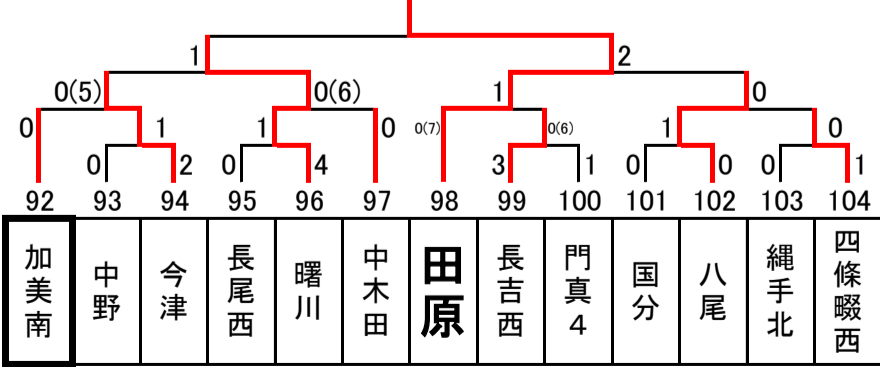 1 2
0(5) 0(6) 1 0
0 1 1 0 0(7) 0(6) 1 0
0 2 0 4 3 1 0 0 0 1
92 93 94 95 96 97 98 99 100 101 102 103 104
加美南
中野
今津
長尾西
曙川
中木田
田原
長吉西
門真4
国分
八尾
縄手北
四條畷西